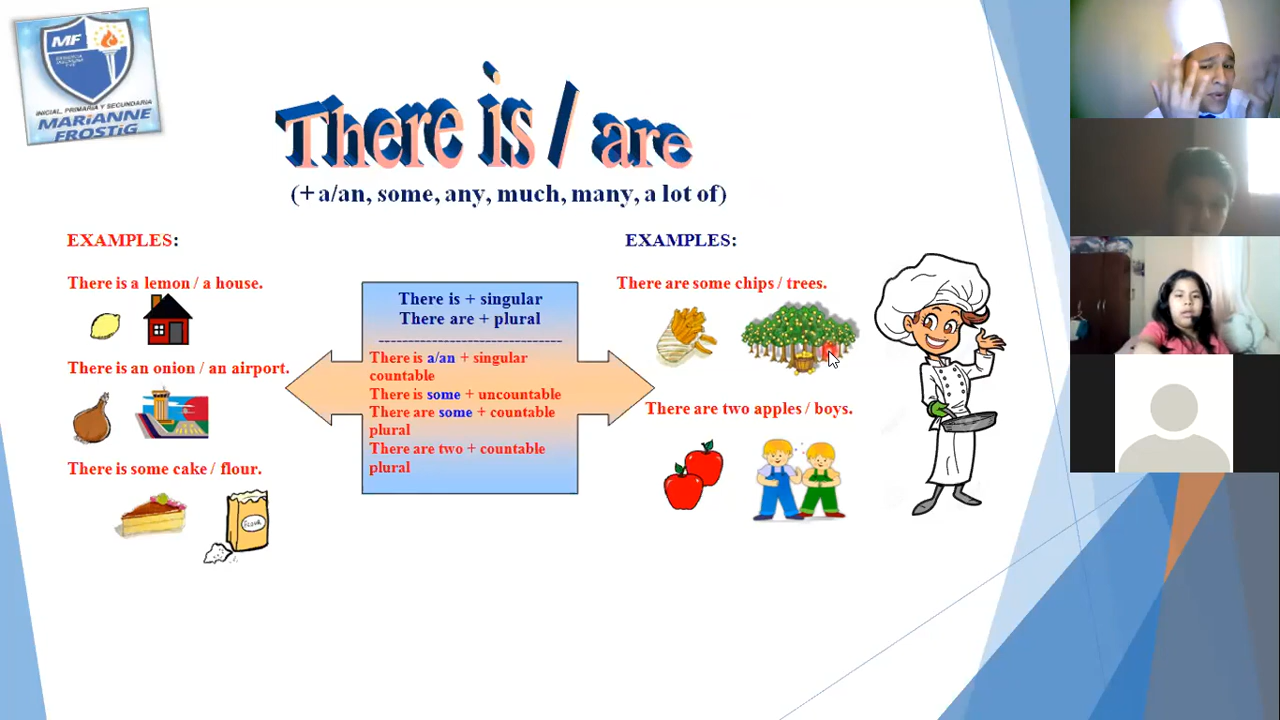 MF
INICIAL, PRIMARIA Y SECUNDARIA
MARiANNE
FROSTiG
There is / are
(+ a/an, some, any, much, many, a lot of)
EXAMPLES:
There is a lemon / a house.
There is an onion / an airport.
There is some cake / flour.
FLOUR
There is + singular
There are + plural
There is a/an + singular
countable
There is some + uncountable
There are some + countable
plural
There are two + countable
plural
EXAMPLES:
There are some chips / trees.
There are two apples / boys.